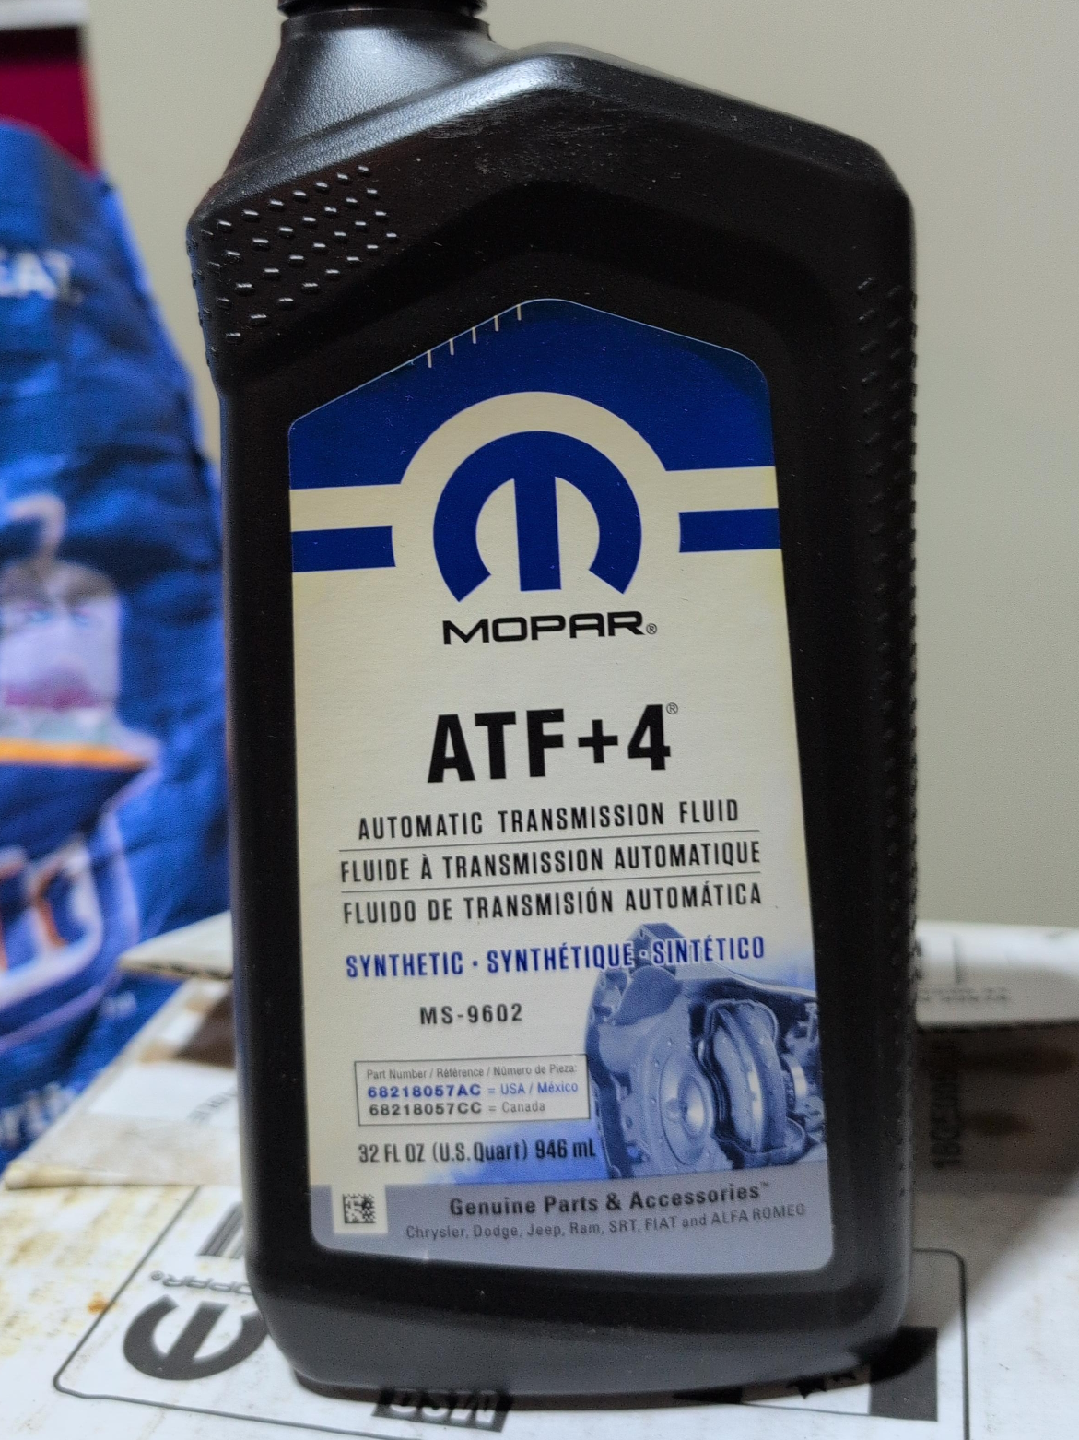 MOPAR®
ATF+4®
AUTOMATIC TRANSMISSION FLUID
FLUIDE À TRANSMISSION AUTOMATIQUE
FLUIDO DE TRANSMISIÓN AUTOMÁTICA
SYNTHETIC · SYNTHÉTIQUE · SINTÉTICO
MS-9602
Part Number / Référence / Número de Pieza:
68218057AC = USA / México
68218057CC = Canada
32 FL OZ (U.S. Quart) 946 mL
Genuine Parts & Accessories™
Chrysler, Dodge, Jeep, Ram, SRT, FIAT and ALFA ROMEO
MOPAR®